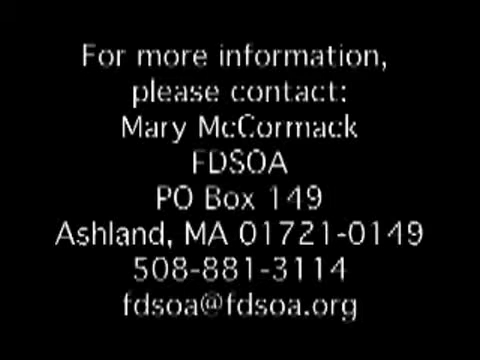 For more information,
please contact:
Mary McCormack
FDSOA
PO Box 149
Ashland, MA 01721-0149
508-881-3114
fdsoa@fdsoa.org